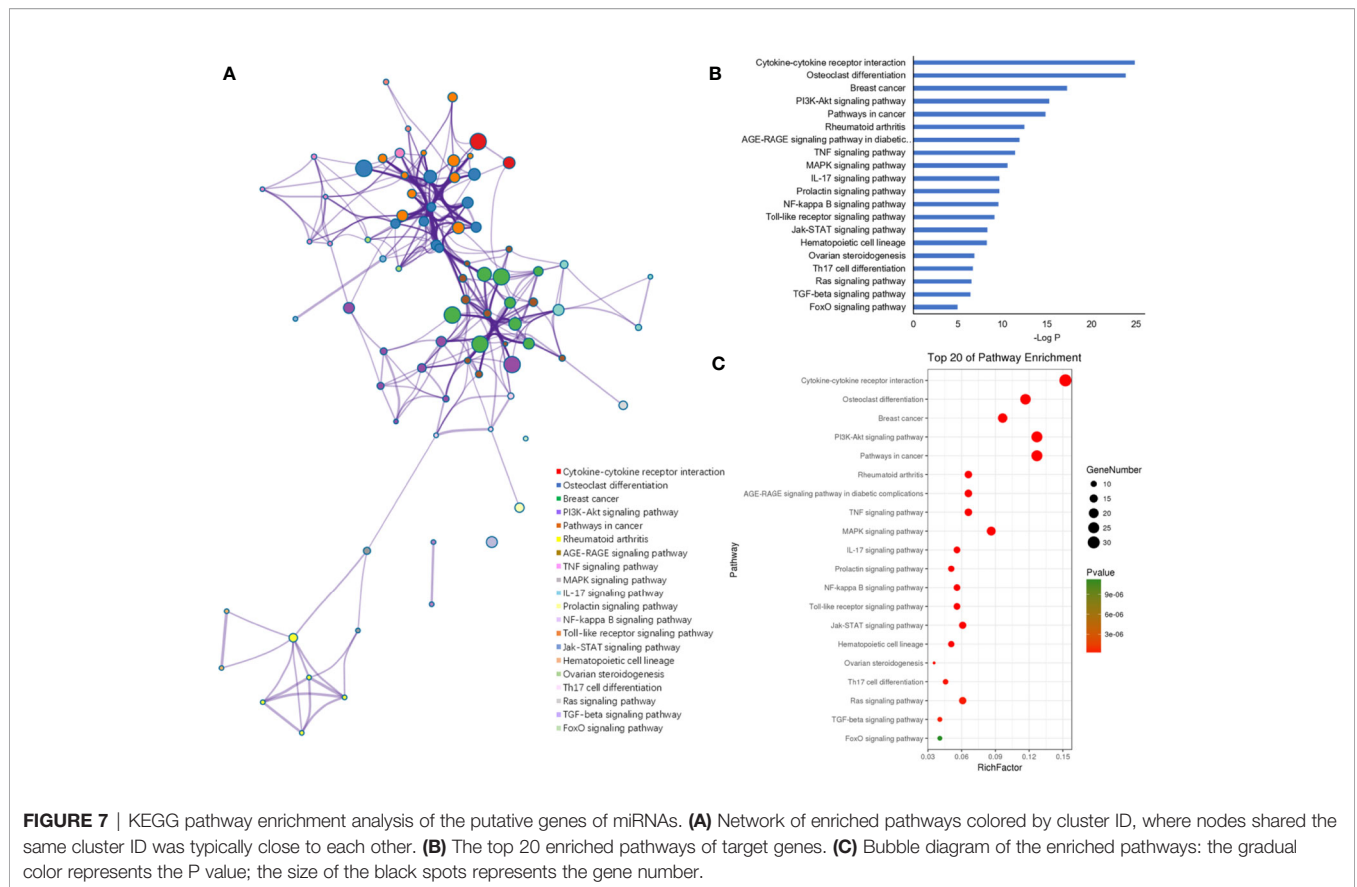 A
Cytokine-cytokine receptor interaction
Osteoclast differentiation
Breast cancer
PI3K-Akt signaling pathway
Pathways in cancer
Rheumatoid arthritis
AGE-RAGE signaling pathway
TNF signaling pathway
MAPK signaling pathway
IL-17 signaling pathway
Prolactin signaling pathway
NF-kappa B signaling pathway
Toll-like receptor signaling pathway
Jak-STAT signaling pathway
Hematopoietic cell lineage
Ovarian steroidogenesis
Th17 cell differentiation
Ras signaling pathway
TGF-beta signaling pathway
FoxO signaling pathway
B
Cytokine-cytokine receptor interaction
Osteoclast differentiation
Breast cancer
PI3K-Akt signaling pathway
Pathways in cancer
Rheumatoid arthritis
AGE-RAGE signaling pathway in diabetic..
TNF signaling pathway
MAPK signaling pathway
IL-17 signaling pathway
Prolactin signaling pathway
NF-kappa B signaling pathway
Toll-like receptor signaling pathway
Jak-STAT signaling pathway
Hematopoietic cell lineage
Ovarian steroidogenesis
Th17 cell differentiation
Ras signaling pathway
TGF-beta signaling pathway
FoxO signaling pathway
0 5 10 15 20 25
-Log P
C
Top 20 of Pathway Enrichment
Cytokine-cytokine receptor interaction
Osteoclast differentiation
Breast cancer
PI3K-Akt signaling pathway
Pathways in cancer
Rheumatoid arthritis
AGE-RAGE signaling pathway in diabetic complications
TNF signaling pathway
MAPK signaling pathway
IL-17 signaling pathway
Prolactin signaling pathway
NF-kappa B signaling pathway
Toll-like receptor signaling pathway
Jak-STAT signaling pathway
Hematopoietic cell lineage
Ovarian steroidogenesis
Th17 cell differentiation
Ras signaling pathway
TGF-beta signaling pathway
FoxO signaling pathway
Pathway
0.03 0.06 0.09 0.12 0.15
RichFactor
GeneNumber
10
15
20
25
30
Pvalue
9e-06
6e-06
3e-06
FIGURE 7 | KEGG pathway enrichment analysis of the putative genes of miRNAs. (A) Network of enriched pathways colored by cluster ID, where nodes shared the
same cluster ID was typically close to each other. (B) The top 20 enriched pathways of target genes. (C) Bubble diagram of the enriched pathways: the gradual
color represents the P value; the size of the black spots represents the gene number.